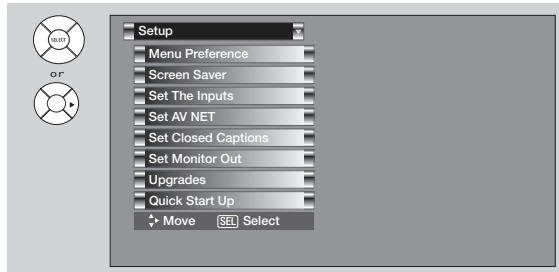 SELECT
or
Setup
Menu Preference
Screen Saver
Set The Inputs
Set AV NET
Set Closed Captions
Set Monitor Out
Upgrades
Quick Start Up
Move SEL Select